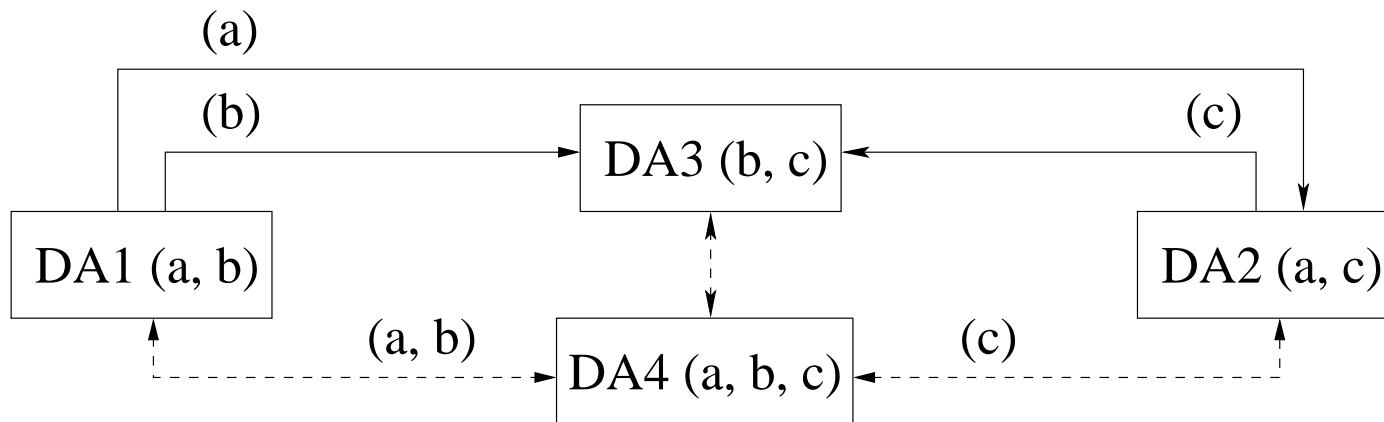 (a)
(b)
(c)
DA3 (b, c)
DA1 (a, b)
DA2 (a, c)
(a, b)
(c)
DA4 (a, b, c)